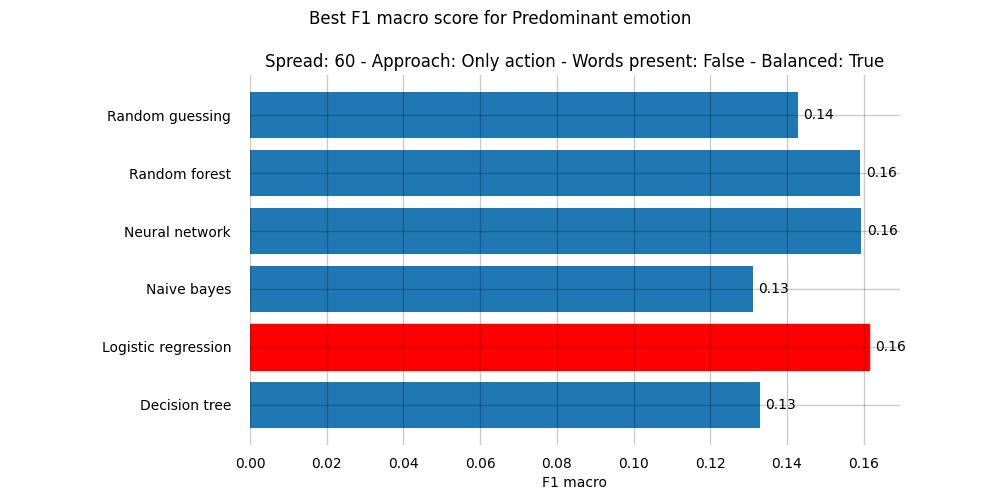 Best F1 macro score for Predominant emotion
Spread: 60 - Approach: Only action - Words present: False - Balanced: True
Random guessing
0.14
Random forest
0.16
Neural network
0.16
Naive bayes
0.13
Logistic regression
0.16
Decision tree
0.13
0.00 0.02 0.04 0.06 0.08 0.10 0.12 0.14 0.16
F1 macro